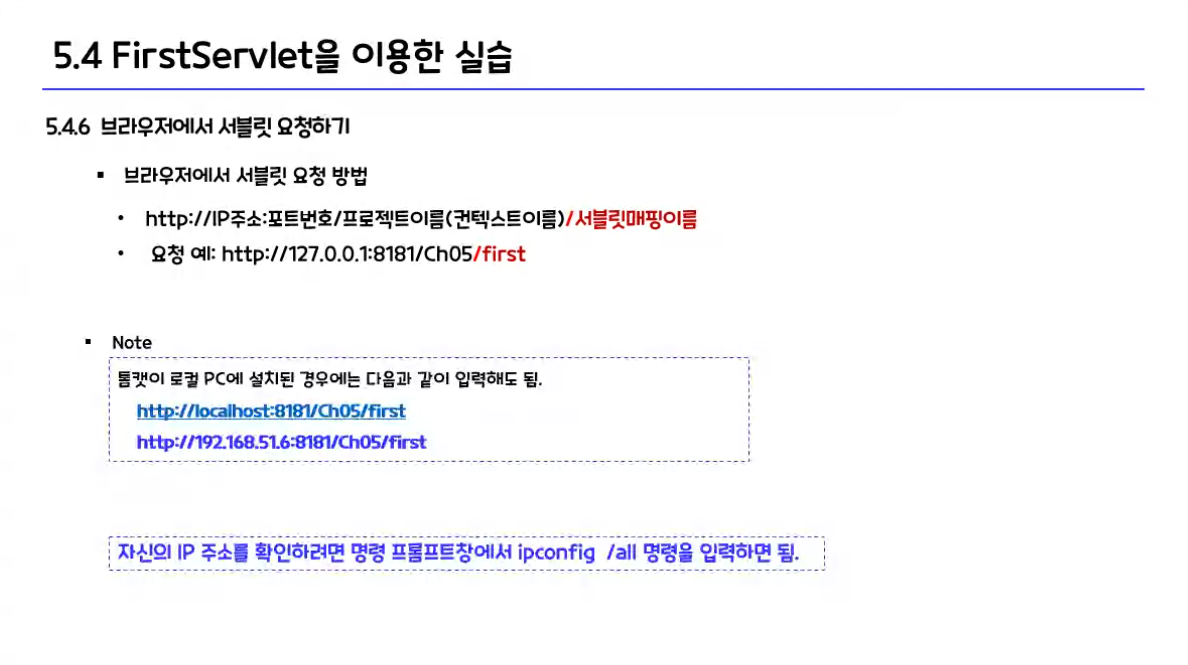 5.4 FirstServlet을 이용한 실습
5.4.6 브라우저에서 서블릿 요청하기
▪ 브라우저에서 서블릿 요청 방법
• http://IP주소:포트번호/프로젝트이름(컨텍스트이름)/서블릿매핑이름
• 요청 예: http://127.0.0.1:8181/Ch05/first
▪ Note
톰캣이 로컬 PC에 설치된 경우에는 다음과 같이 입력해도 됨.
http://localhost:8181/Ch05/first
http://192.168.51.6:8181/Ch05/first
자신의 IP 주소를 확인하려면 명령 프롬프트창에서 ipconfig /all 명령을 입력하면 됨.